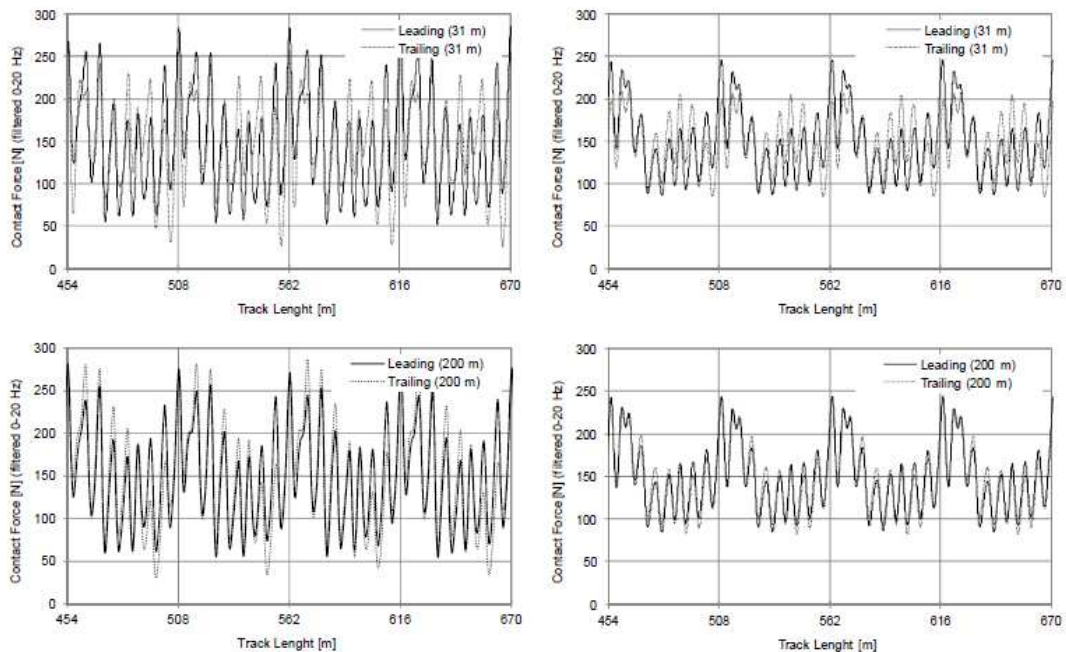 300
250
200
150
100
50
0
Contact Force [N] (filtered 0-20 Hz)
Leading (31 m)
Trailing (31 m)
454 508 562 616 670
Track Lenght [m]
300
250
200
150
100
50
0
Contact Force [N] (filtered 0-20 Hz)
Leading (31 m)
Trailing (31 m)
454 508 562 616 670
Track Lenght [m]
300
250
200
150
100
50
0
Contact Force [N] (filtered 0-20 Hz)
Leading (200 m)
Trailing (200 m)
454 508 562 616 670
Track Lenght [m]
300
250
200
150
100
50
0
Contact Force [N] (filtered 0-20 Hz)
Leading (200 m)
Trailing (200 m)
454 508 562 616 670
Track Lenght [m]